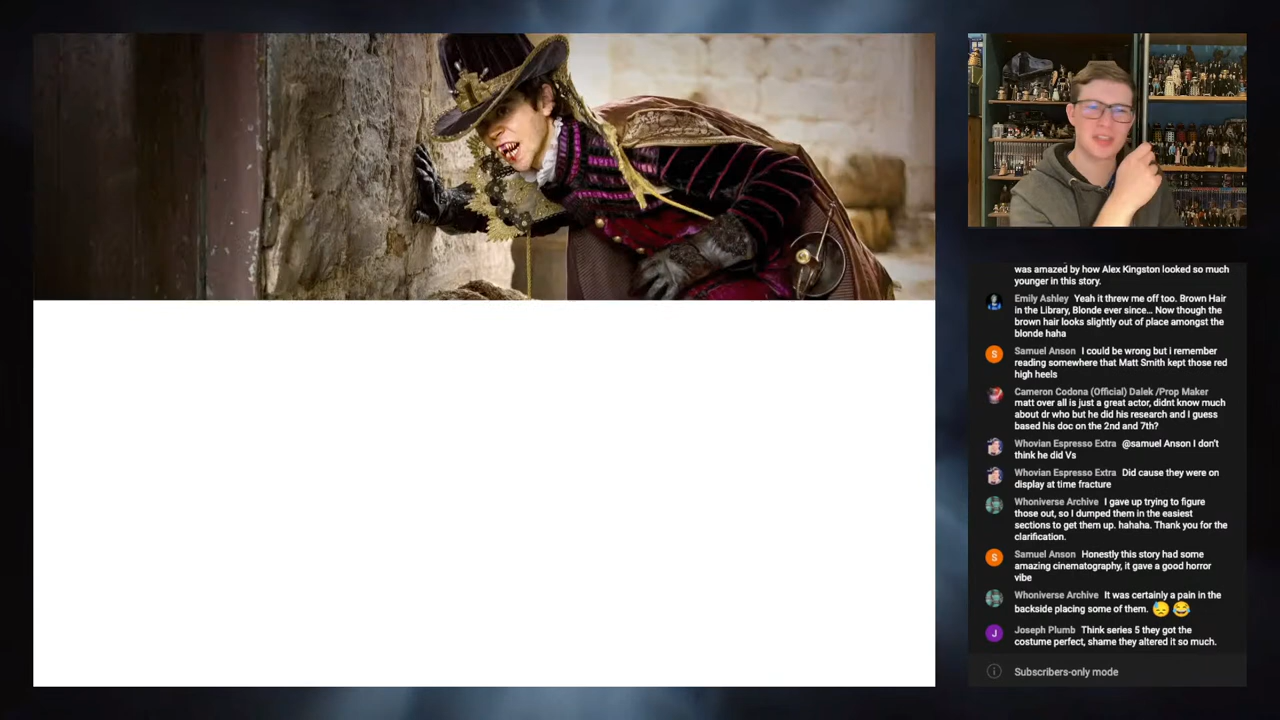 was amazed by how Alex Kingston looked so much
younger in this story.
Emily Ashley Yeah it threw me off too. Brown Hair
in the Library, Blonde ever since... Now though the
brown hair looks slightly out of place amongst the
blonde haha
S Samuel Anson I could be wrong but i remember
reading somewhere that Matt Smith kept those red
high heels
Cameron Codona (Official) Dalek /Prop Maker
matt over all is just a great actor, didnt know much
about dr who but he did his research and I guess
based his doc on the 2nd and 7th?
Whovian Espresso Extra @samuel Anson I don't
think he did Vs
Whovian Espresso Extra Did cause they were on
display at time fracture
Whoniverse Archive I gave up trying to figure
those out, so I dumped them in the easiest
sections to get them up. hahaha. Thank you for the
clarification.
S Samuel Anson Honestly this story had some
amazing cinematography, it gave a good horror
vibe
Whoniverse Archive It was certainly a pain in the
backside placing some of them. 😓 😂
J Joseph Plumb Think series 5 they got the
costume perfect, shame they altered it so much.
Subscribers-only mode